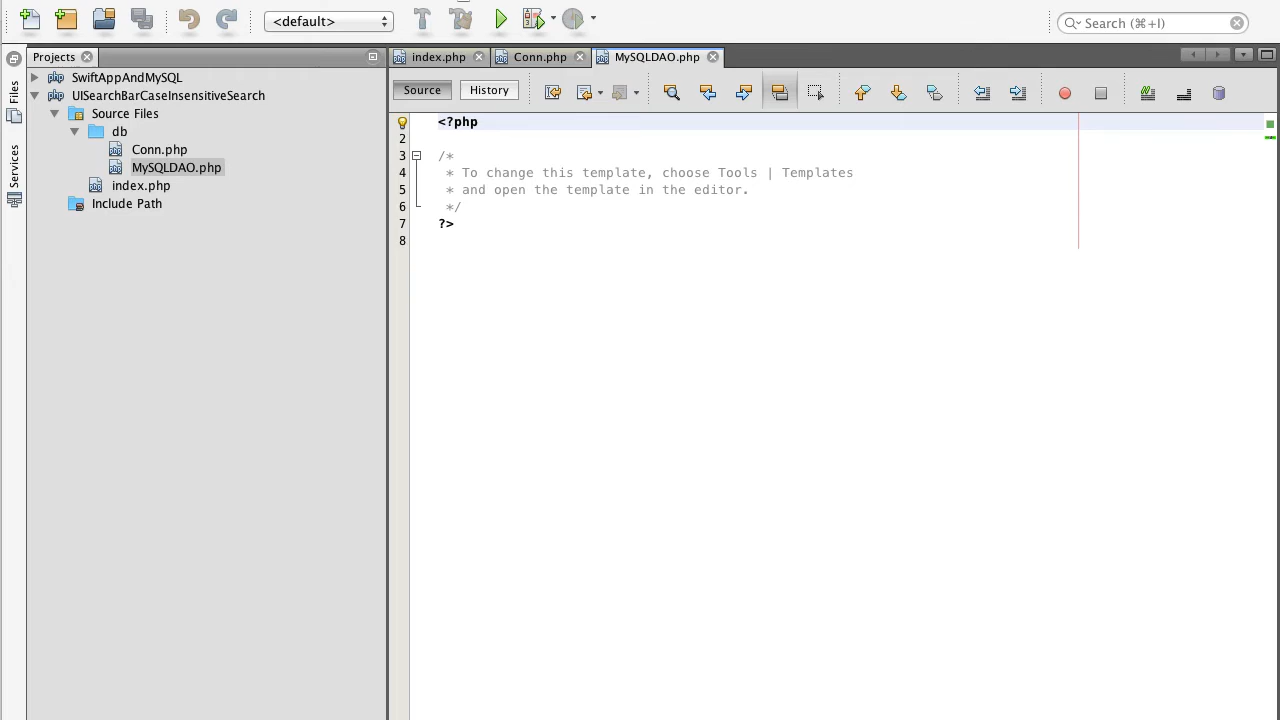 <default>
Search (⌘+I)
Projects
index.php
Conn.php
MySQLDAO.php
Files
Services
SwiftAppAndMySQL
UISearchBarCaseInsensitiveSearch
Source Files
db
Conn.php
MySQLDAO.php
index.php
Include Path
Source
History
1 <?php
2
3 /*
4  * To change this template, choose Tools | Templates
5  * and open the template in the editor.
6  */
7 ?>
8